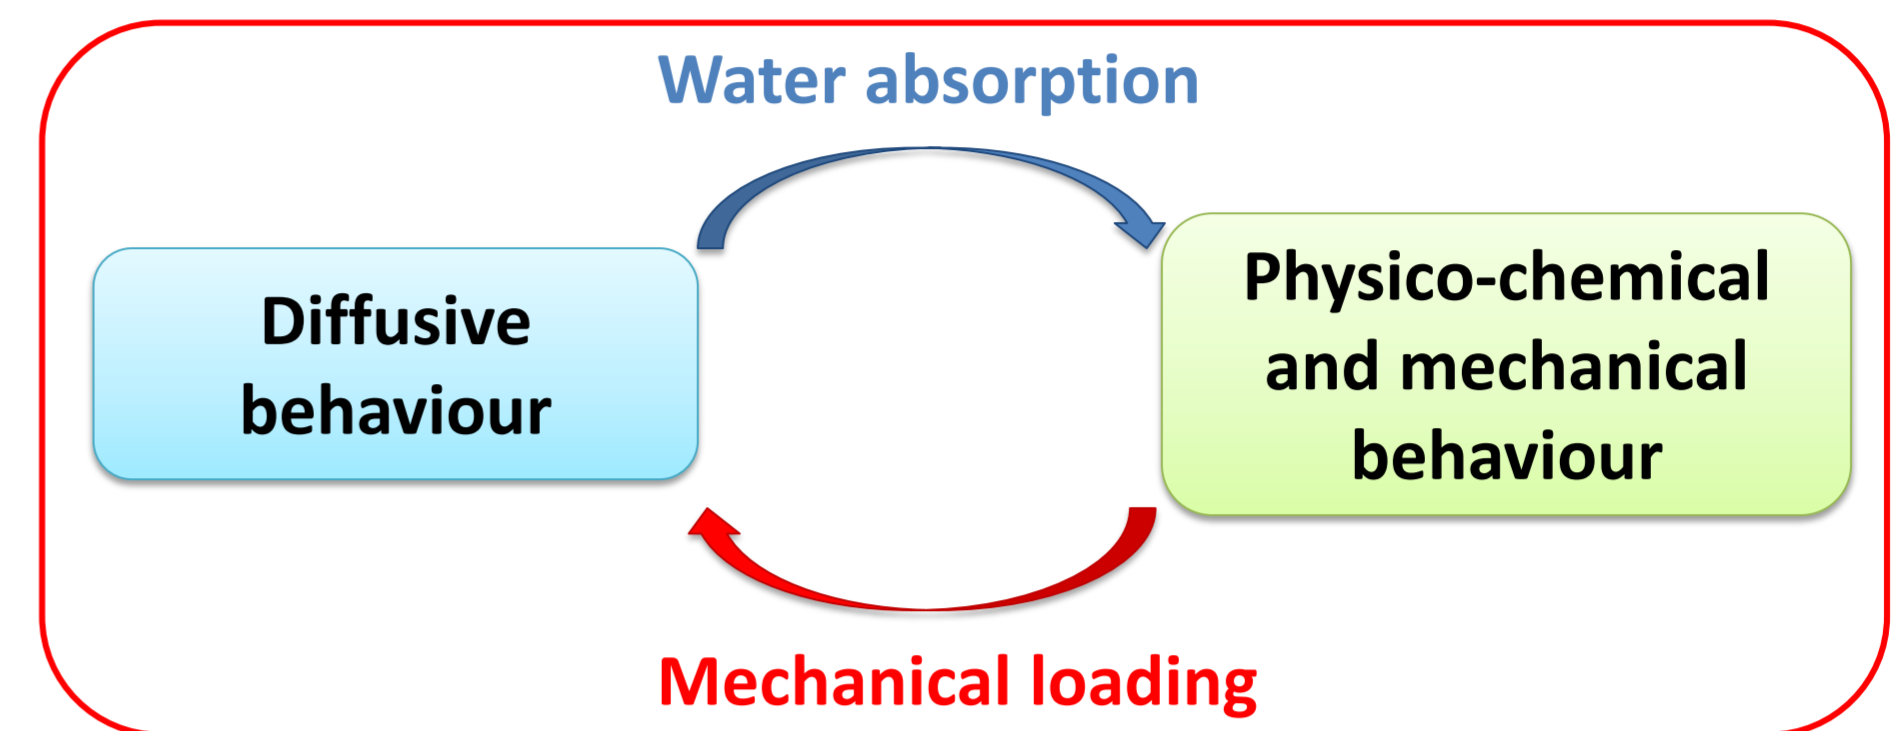 Water absorption
Diffusive
behaviour
Physico-chemical
and mechanical
behaviour
Mechanical loading